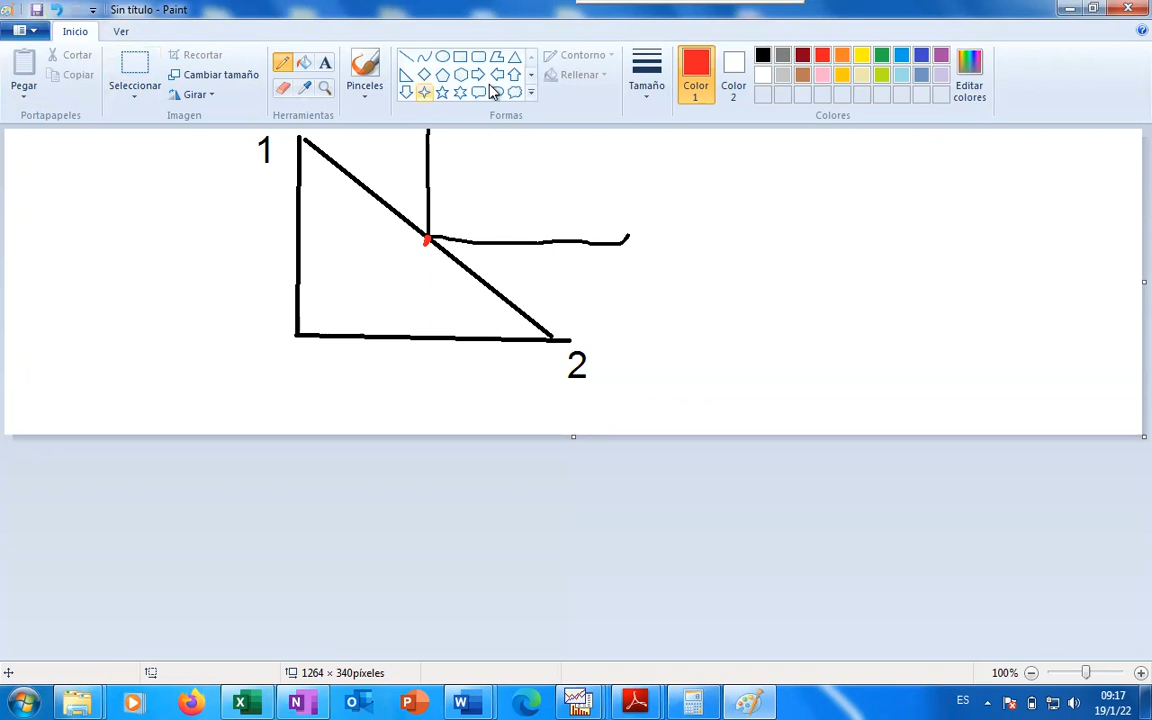 Sin título - Paint
Inicio Ver
Cortar
Copiar
Pegar
Portapapeles
Seleccionar
Recortar
Cambiar tamaño
Girar
Imagen
Herramientas
A
Pinceles
Formas
Contorno
Rellenar
Tamaño
Color 1
Color 2
Editar colores
Colores
1
2
1264 × 340píxeles
100%
ES
09:17
19/1/22